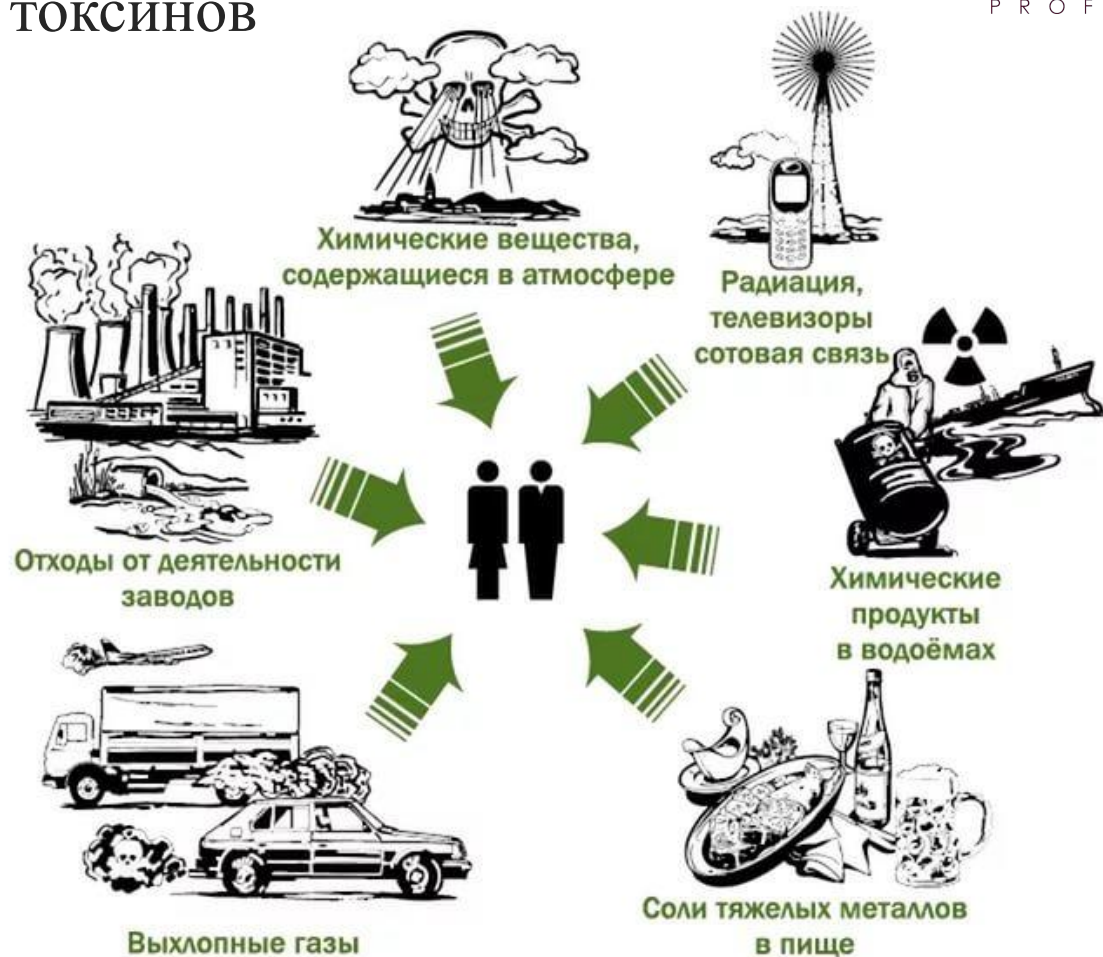 токсинов
P R O F
Химические вещества,
содержащиеся в атмосфере
Радиация,
телевизоры
сотовая связь
Отходы от деятельности
заводов
Химические
продукты
в водоёмах
Выхлопные газы
Соли тяжелых металлов
в пище